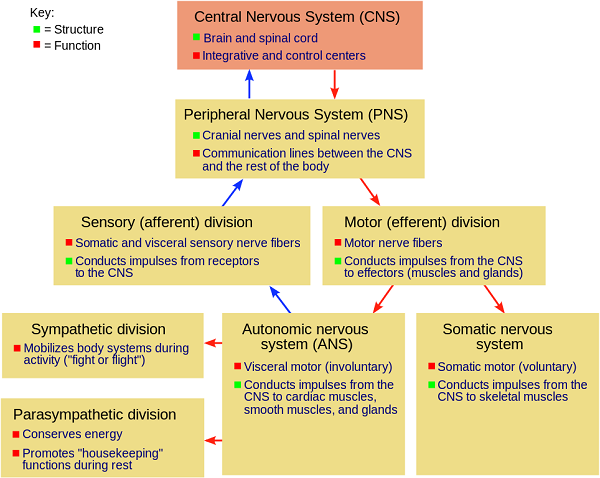 Key:
= Structure
= Function
Central Nervous System (CNS)
Brain and spinal cord
Integrative and control centers
Peripheral Nervous System (PNS)
Cranial nerves and spinal nerves
Communication lines between the CNS
and the rest of the body
Sensory (afferent) division
Somatic and visceral sensory nerve fibers
Conducts impulses from receptors
to the CNS
Motor (efferent) division
Motor nerve fibers
Conducts impulses from the CNS
to effectors (muscles and glands)
Sympathetic division
Mobilizes body systems during
activity ("fight or flight")
Autonomic nervous
system (ANS)
Visceral motor (involuntary)
Conducts impulses from the
CNS to cardiac muscles,
smooth muscles, and glands
Somatic nervous
system
Somatic motor (voluntary)
Conducts impulses from the
CNS to skeletal muscles
Parasympathetic division
Conserves energy
Promotes "housekeeping"
functions during rest